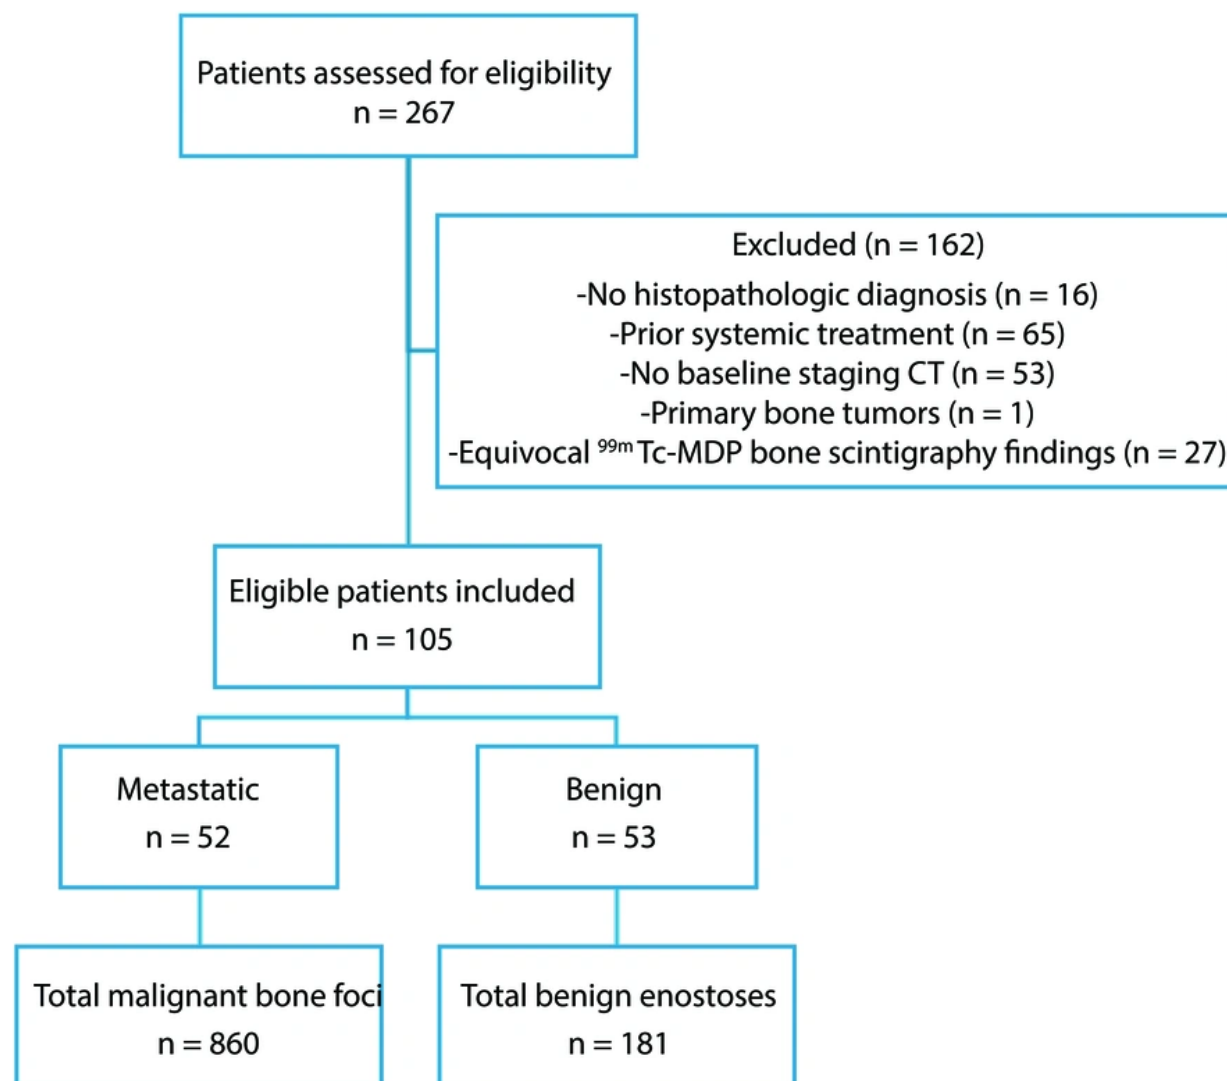 Patients assessed for eligibility
n = 267
Excluded (n = 162)
-No histopathologic diagnosis (n = 16)
-Prior systemic treatment (n = 65)
-No baseline staging CT (n = 53)
-Primary bone tumors (n = 1)
-Equivocal ⁹⁹ᵐTc-MDP bone scintigraphy findings (n = 27)
Eligible patients included
n = 105
Metastatic
n = 52
Benign
n = 53
Total malignant bone foci
n = 860
Total benign enostoses
n = 181